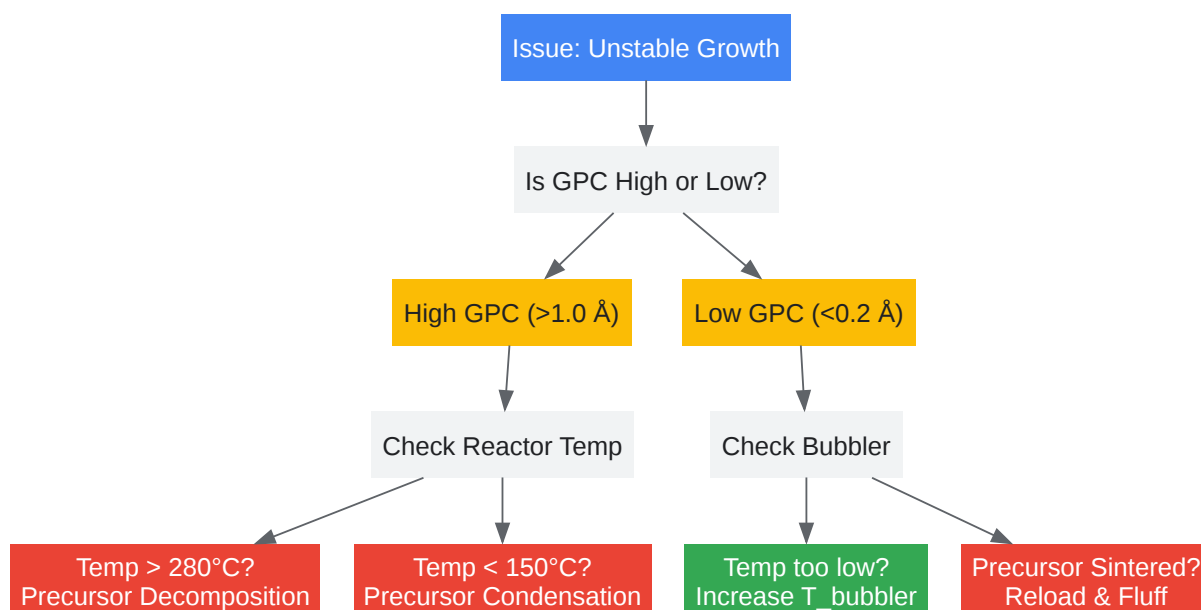 Issue: Unstable Growth
Is GPC High or Low?
High GPC (>1.0 Å)
Low GPC (<0.2 Å)
Check Reactor Temp
Check Bubbler
Temp > 280°C?
Precursor Decomposition
Temp < 150°C?
Precursor Condensation
Temp too low?
Increase T_bubbler
Precursor Sintered?
Reload & Fluff